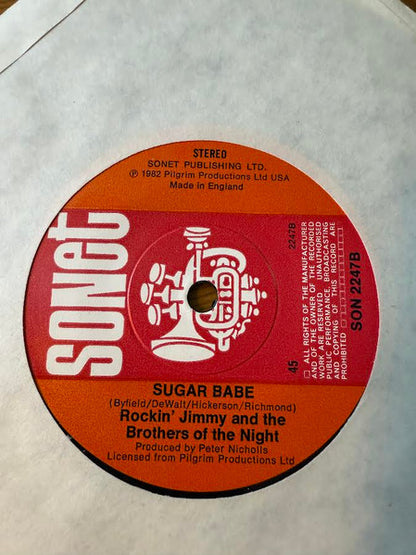 STEREO
SONET PUBLISHING LTD.
℗ 1982 Pilgrim Productions Ltd USA
Made in England
sonet
2247B
45
□ ALL RIGHTS OF THE MANUFACTURER
AND OF THE OWNER OF THE RECORDED
WORK ARE RESERVED. UNAUTHORISED
PUBLIC PERFORMANCE, BROADCASTING
AND COPYING OF THIS RECORD ARE
PROHIBITED □
SON 2247B
SUGAR BABE
(Byfield/DeWalt/Hickerson/Richmond)
Rockin' Jimmy and the
Brothers of the Night
Produced by Peter Nicholls
Licensed from Pilgrim Productions Ltd